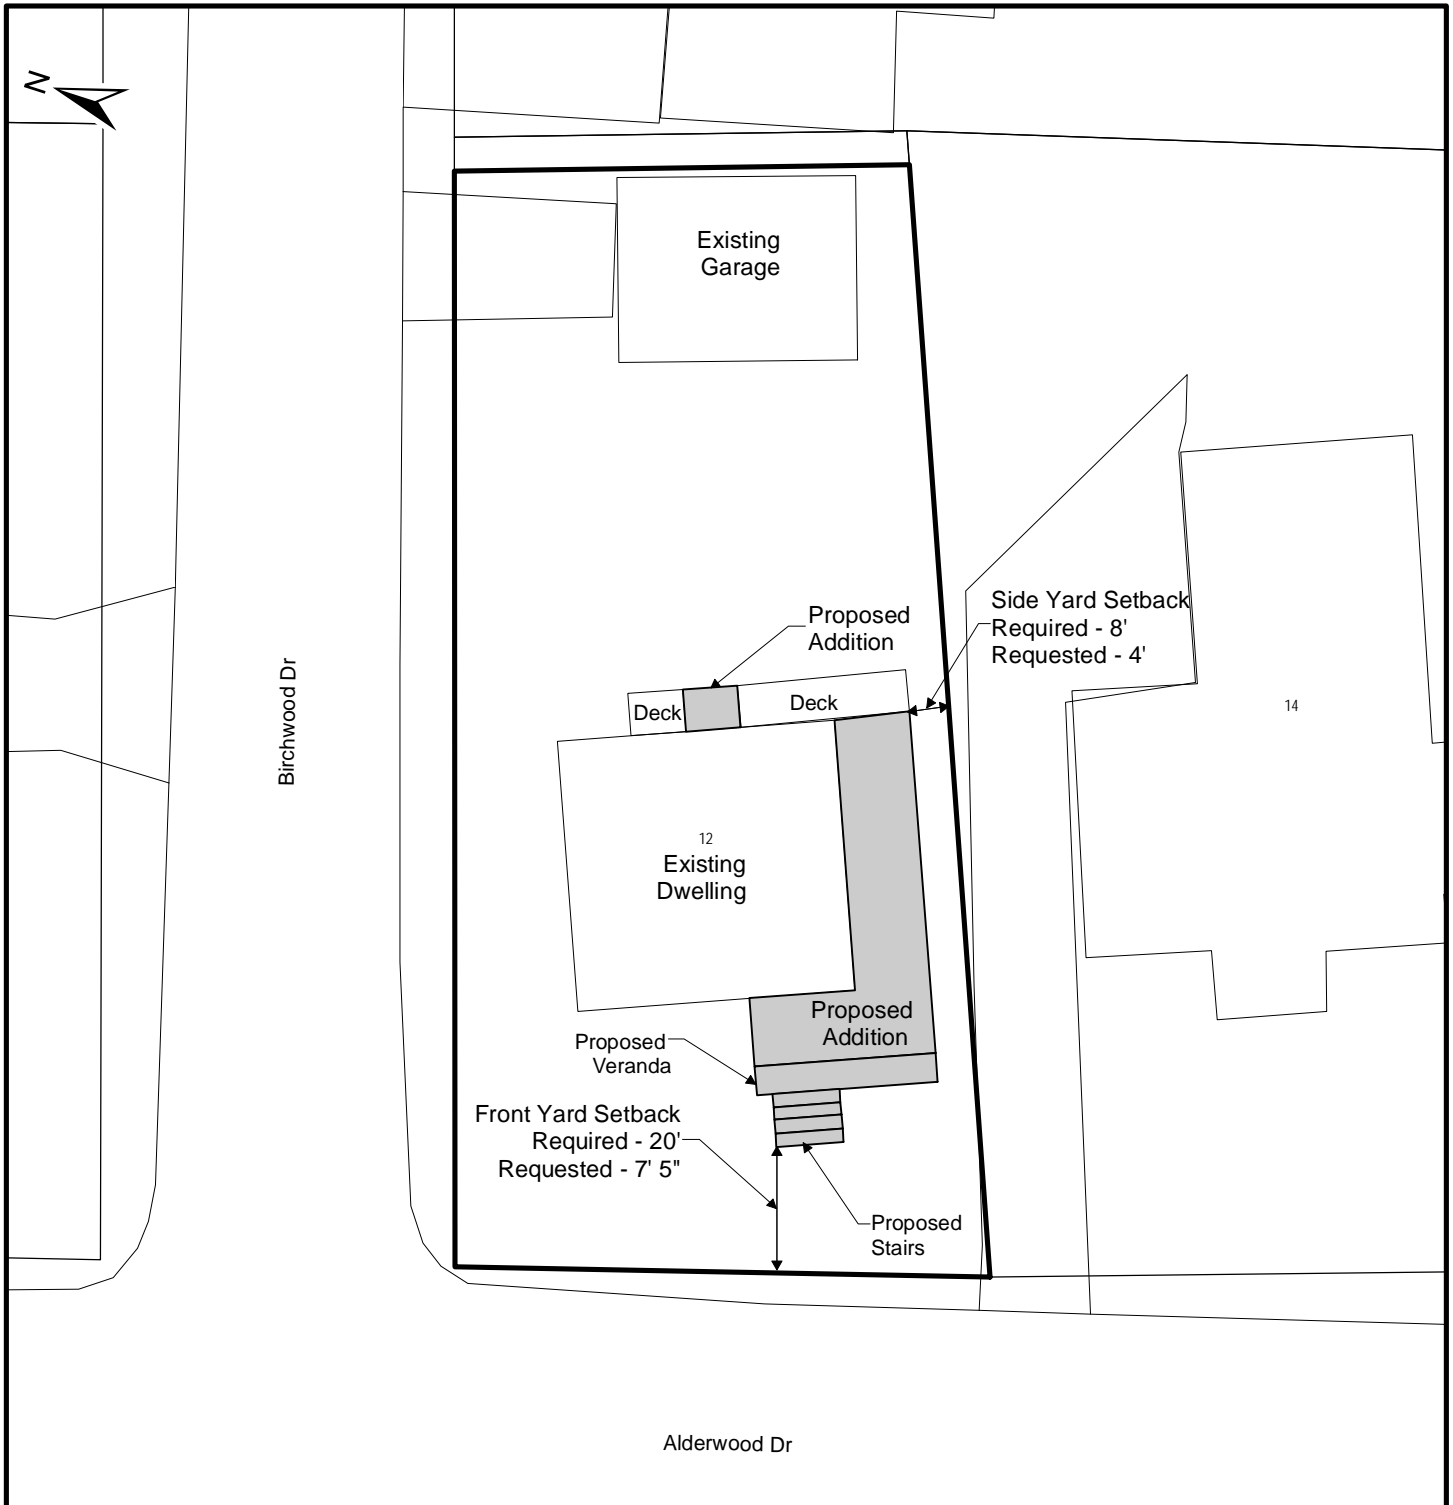 N
Existing
Garage
Side Yard Setback
Required - 8'
Requested - 4'
Proposed
Addition
Deck
Deck
Birchwood Dr
14
12
Existing
Dwelling
Proposed
Addition
Proposed
Veranda
Front Yard Setback
Required - 20'
Requested - 7' 5"
Proposed
Stairs
Alderwood Dr